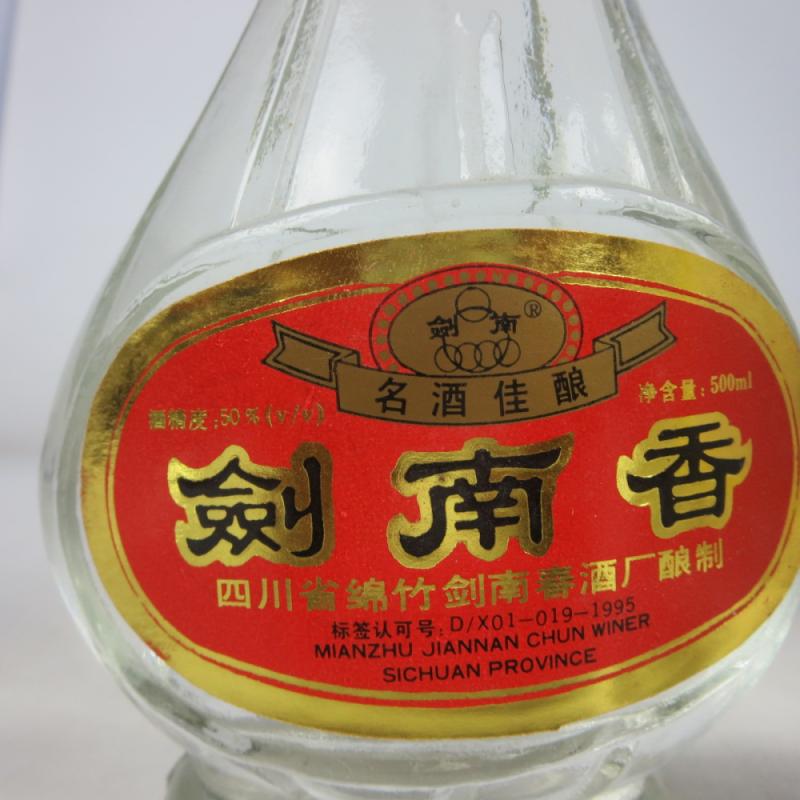 劍南®
名酒佳酿
酒精度:50%(v/v)
净含量:500ml
劍南香
四川省绵竹剑南春酒厂酿制
标签认可号:D/X01-019-1995
MIANZHU JIANNAN CHUN WINER
SICHUAN PROVINCE